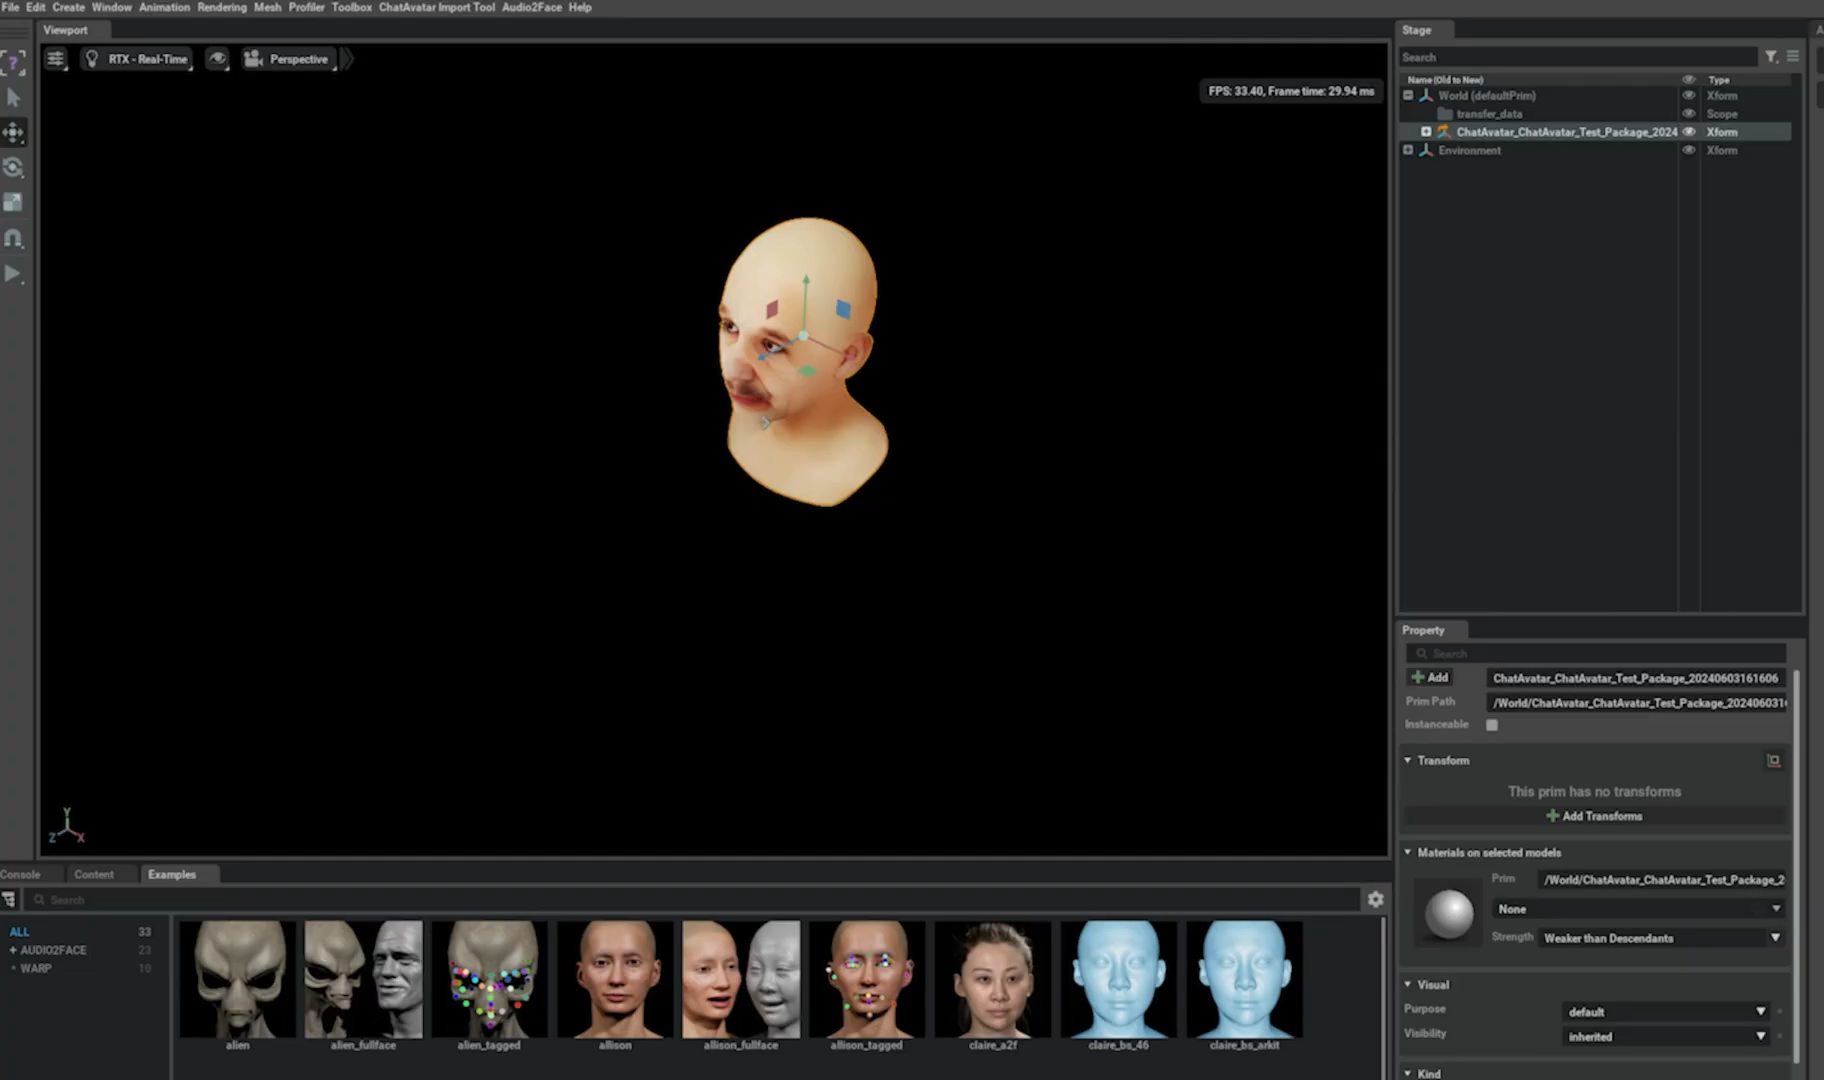 File Edit Create Window Animation Rendering Mesh Profiler Toolbox ChatAvatar Import Tool Audio2Face Help
Viewport
RTX - Real-Time
Perspective
FPS: 33.40, Frame time: 29.94 ms
Y
Z X
Stage
Search
Name (Old to New) Type
World (defaultPrim) Xform
transfer_data Scope
ChatAvatar_ChatAvatar_Test_Package_2024 Xform
Environment Xform
Property
Search
Add ChatAvatar_ChatAvatar_Test_Package_20240603161606
Prim Path /World/ChatAvatar_ChatAvatar_Test_Package_202406031
Instanceable
Transform
This prim has no transforms
Add Transforms
Materials on selected models
Prim /World/ChatAvatar_ChatAvatar_Test_Package_2
None
Strength Weaker than Descendants
Visual
Purpose default
Visibility inherited
Kind
Console Content Examples
Search
ALL 33
+ AUDIO2FACE 23
WARP 10
alien
alien_fullface
alien_tagged
allison
allison_fullface
allison_tagged
claire_a2f
claire_bs_46
claire_bs_arkit